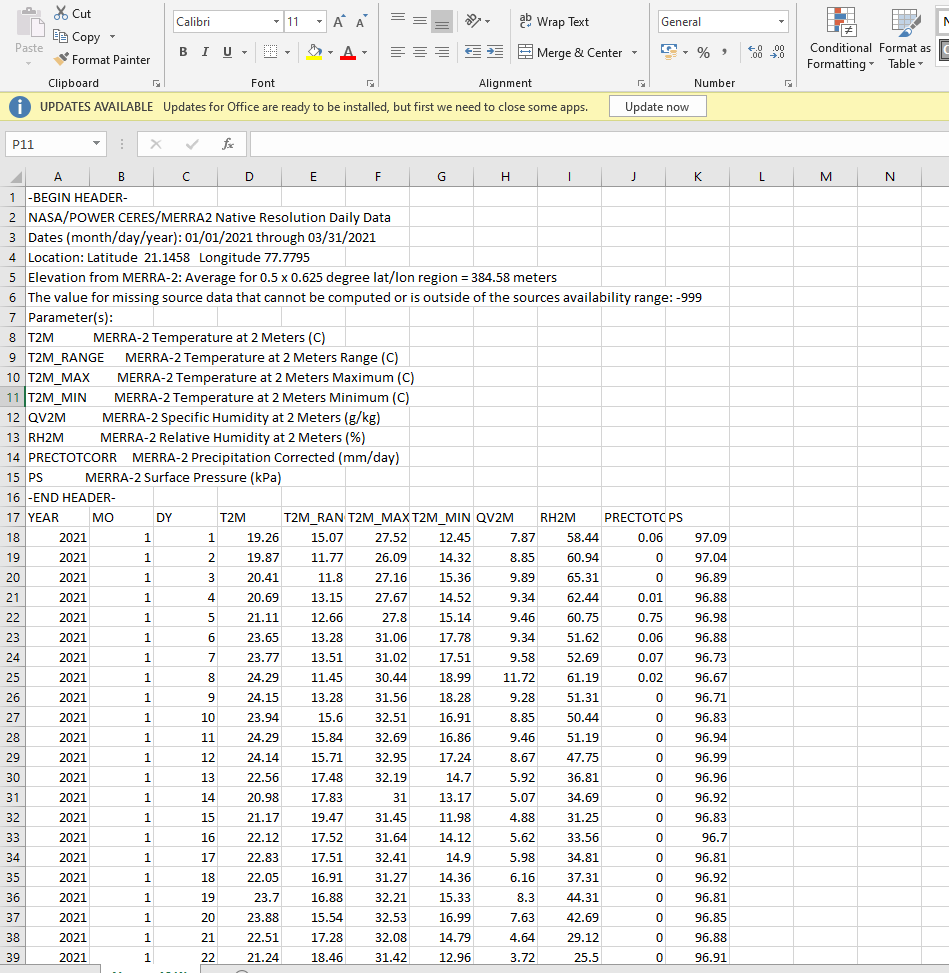 Cut
Calibri 11 A A
ab Wrap Text
General
Paste
Copy
Format Painter
B I U A
Merge & Center
% , .0 .00
Conditional Formatting
Format as Table
Clipboard Font Alignment Number
UPDATES AVAILABLE Updates for Office are ready to be installed, but first we need to close some apps. Update now
P11 fx
A B C D E F G H I J K L M N
1 -BEGIN HEADER-
2 NASA/POWER CERES/MERRA2 Native Resolution Daily Data
3 Dates (month/day/year): 01/01/2021 through 03/31/2021
4 Location: Latitude 21.1458 Longitude 77.7795
5 Elevation from MERRA-2: Average for 0.5 x 0.625 degree lat/lon region = 384.58 meters
6 The value for missing source data that cannot be computed or is outside of the sources availability range: -999
7 Parameter(s):
8 T2M MERRA-2 Temperature at 2 Meters (C)
9 T2M_RANGE MERRA-2 Temperature at 2 Meters Range (C)
10 T2M_MAX MERRA-2 Temperature at 2 Meters Maximum (C)
11 T2M_MIN MERRA-2 Temperature at 2 Meters Minimum (C)
12 QV2M MERRA-2 Specific Humidity at 2 Meters (g/kg)
13 RH2M MERRA-2 Relative Humidity at 2 Meters (%)
14 PRECTOTCORR MERRA-2 Precipitation Corrected (mm/day)
15 PS MERRA-2 Surface Pressure (kPa)
16 -END HEADER-
17 YEAR MO DY T2M T2M_RAN T2M_MAX T2M_MIN QV2M RH2M PRECTOTC PS
18 2021 1 1 19.26 15.07 27.52 12.45 7.87 58.44 0.06 97.09
19 2021 1 2 19.87 11.77 26.09 14.32 8.85 60.94 0 97.04
20 2021 1 3 20.41 11.8 27.16 15.36 9.89 65.31 0 96.89
21 2021 1 4 20.69 13.15 27.67 14.52 9.34 62.44 0.01 96.88
22 2021 1 5 21.11 12.66 27.8 15.14 9.46 60.75 0.75 96.98
23 2021 1 6 23.65 13.28 31.06 17.78 9.34 51.62 0.06 96.88
24 2021 1 7 23.77 13.51 31.02 17.51 9.58 52.69 0.07 96.73
25 2021 1 8 24.29 11.45 30.44 18.99 11.72 61.19 0.02 96.67
26 2021 1 9 24.15 13.28 31.56 18.28 9.28 51.31 0 96.71
27 2021 1 10 23.94 15.6 32.51 16.91 8.85 50.44 0 96.83
28 2021 1 11 24.29 15.84 32.69 16.86 9.46 51.19 0 96.94
29 2021 1 12 24.14 15.71 32.95 17.24 8.67 47.75 0 96.99
30 2021 1 13 22.56 17.48 32.19 14.7 5.92 36.81 0 96.96
31 2021 1 14 20.98 17.83 31 13.17 5.07 34.69 0 96.92
32 2021 1 15 21.17 19.47 31.45 11.98 4.88 31.25 0 96.83
33 2021 1 16 22.12 17.52 31.64 14.12 5.62 33.56 0 96.7
34 2021 1 17 22.83 17.51 32.41 14.9 5.98 34.81 0 96.81
35 2021 1 18 22.05 16.91 31.27 14.36 6.16 37.31 0 96.92
36 2021 1 19 23.7 16.88 32.21 15.33 8.3 44.31 0 96.81
37 2021 1 20 23.88 15.54 32.53 16.99 7.63 42.69 0 96.85
38 2021 1 21 22.51 17.28 32.08 14.79 4.64 29.12 0 96.88
39 2021 1 22 21.24 18.46 31.42 12.96 3.72 25.5 0 96.91